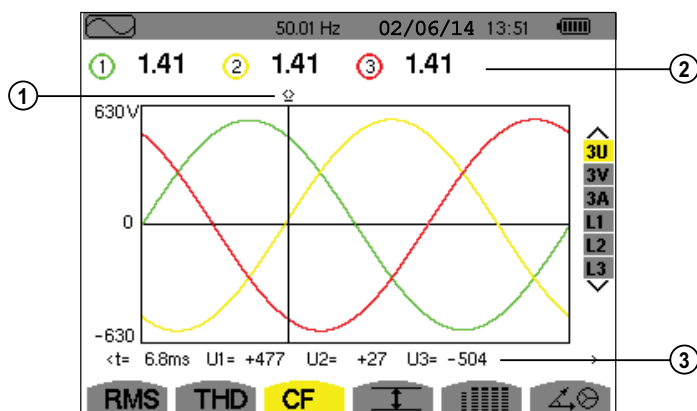 50.01 Hz 02/06/14 13:51
1 1.41 2 1.41 3 1.41
2
1
630V
0
-630
3U
3V
3A
L1
L2
L3
<t= 6.8ms U1= +477 U2= +27 U3= -504 >
3
RMS THD CF